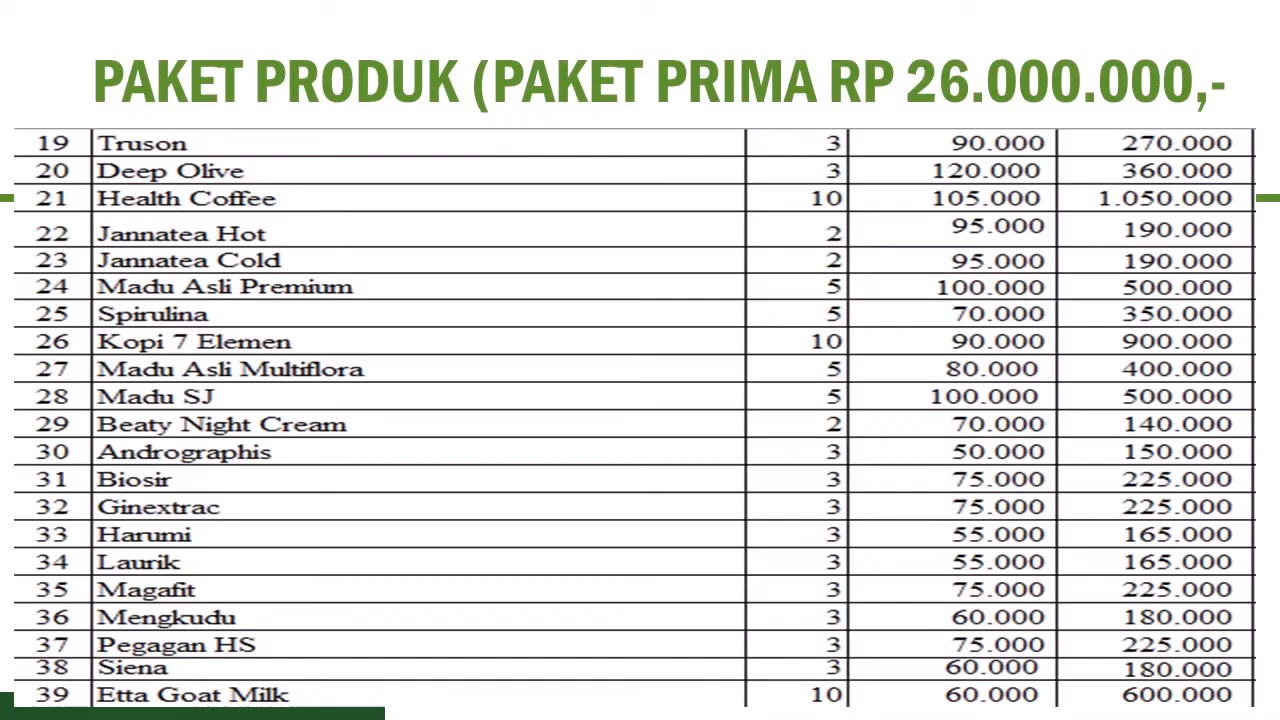 PAKET PRODUK (PAKET PRIMA RP 26.000.000,-
19 Truson 3 90.000 270.000
20 Deep Olive 3 120.000 360.000
21 Health Coffee 10 105.000 1.050.000
22 Jannatea Hot 2 95.000 190.000
23 Jannatea Cold 2 95.000 190.000
24 Madu Asli Premium 5 100.000 500.000
25 Spirulina 5 70.000 350.000
26 Kopi 7 Elemen 10 90.000 900.000
27 Madu Asli Multiflora 5 80.000 400.000
28 Madu SJ 5 100.000 500.000
29 Beaty Night Cream 2 70.000 140.000
30 Andrographis 3 50.000 150.000
31 Biosir 3 75.000 225.000
32 Ginextrac 3 75.000 225.000
33 Harumi 3 55.000 165.000
34 Laurik 3 55.000 165.000
35 Magafit 3 75.000 225.000
36 Mengkudu 3 60.000 180.000
37 Pegagan HS 3 75.000 225.000
38 Siena 3 60.000 180.000
39 Etta Goat Milk 10 60.000 600.000